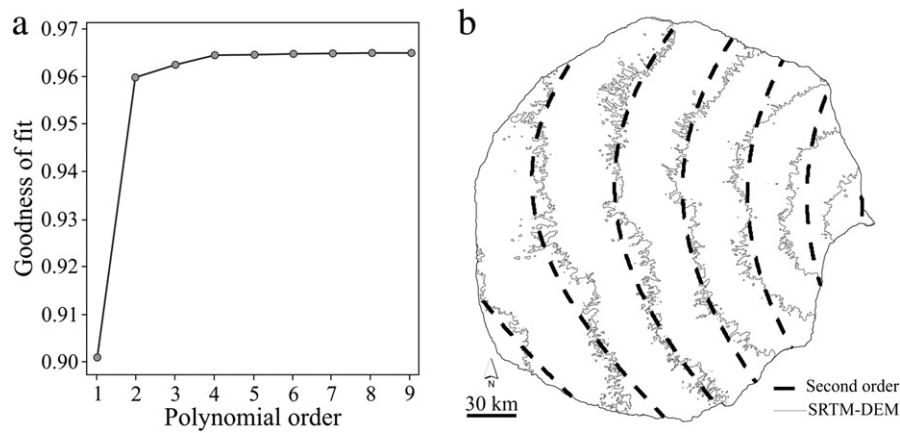 a
0.97
0.96
0.95
0.94
0.93
0.92
0.91
0.90
Goodness of fit
1 2 3 4 5 6 7 8 9
Polynomial order
b
N
30 km
Second order
SRTM-DEM